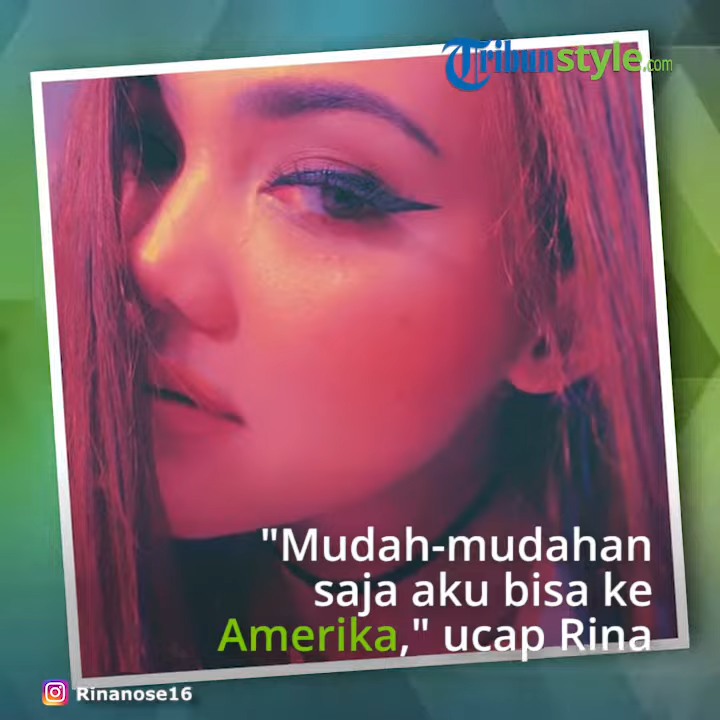 Tribunstyle.com
"Mudah-mudahan
saja aku bisa ke
Amerika," ucap Rina
Rinanose16